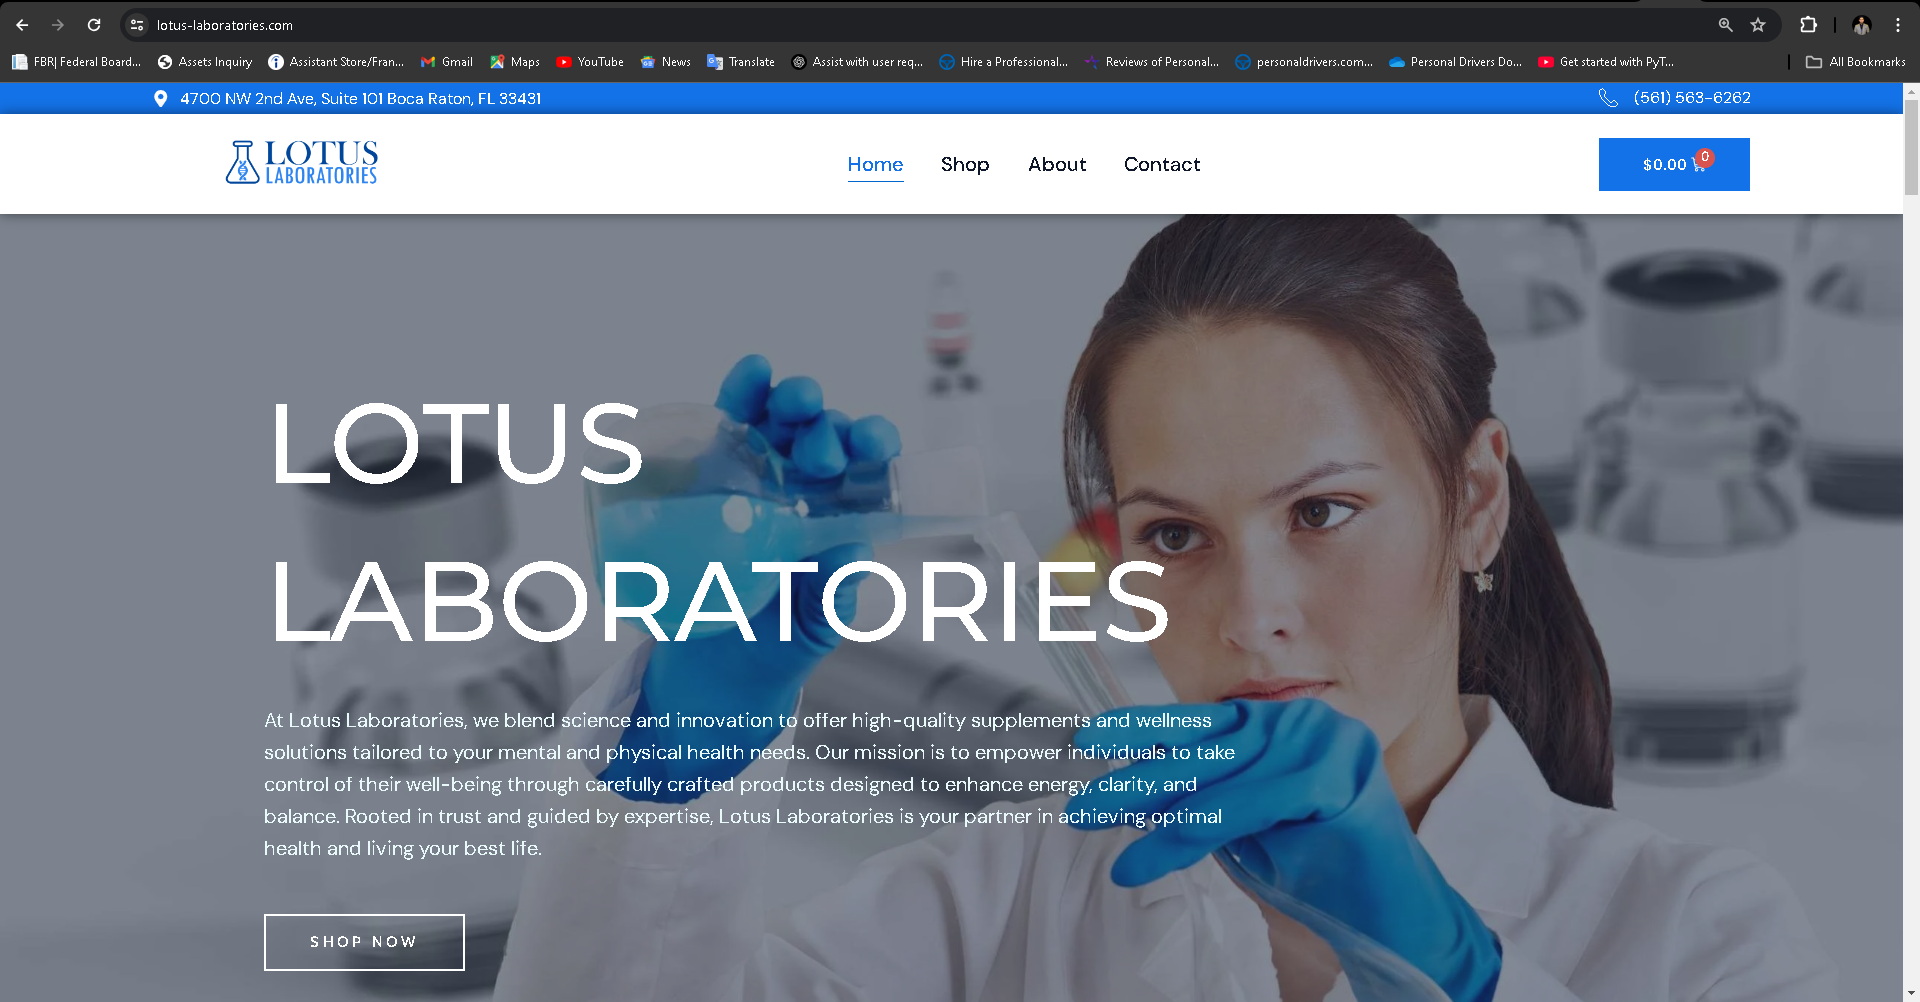 lotus-laboratories.com
FBR| Federal Board...
Assets Inquiry
Assistant Store/Fran...
Gmail
Maps
YouTube
News
Translate
Assist with user req...
Hire a Professional...
Reviews of Personal...
personaldrivers.com...
Personal Drivers Do...
Get started with PyT...
All Bookmarks
4700 NW 2nd Ave, Suite 101 Boca Raton, FL 33431
(561) 563-6262
LOTUS
LABORATORIES
Home
Shop
About
Contact
$0.00
0
LOTUS
LABORATORIES
At Lotus Laboratories, we blend science and innovation to offer high-quality supplements and wellness
solutions tailored to your mental and physical health needs. Our mission is to empower individuals to take
control of their well-being through carefully crafted products designed to enhance energy, clarity, and
balance. Rooted in trust and guided by expertise, Lotus Laboratories is your partner in achieving optimal
health and living your best life.
SHOP NOW